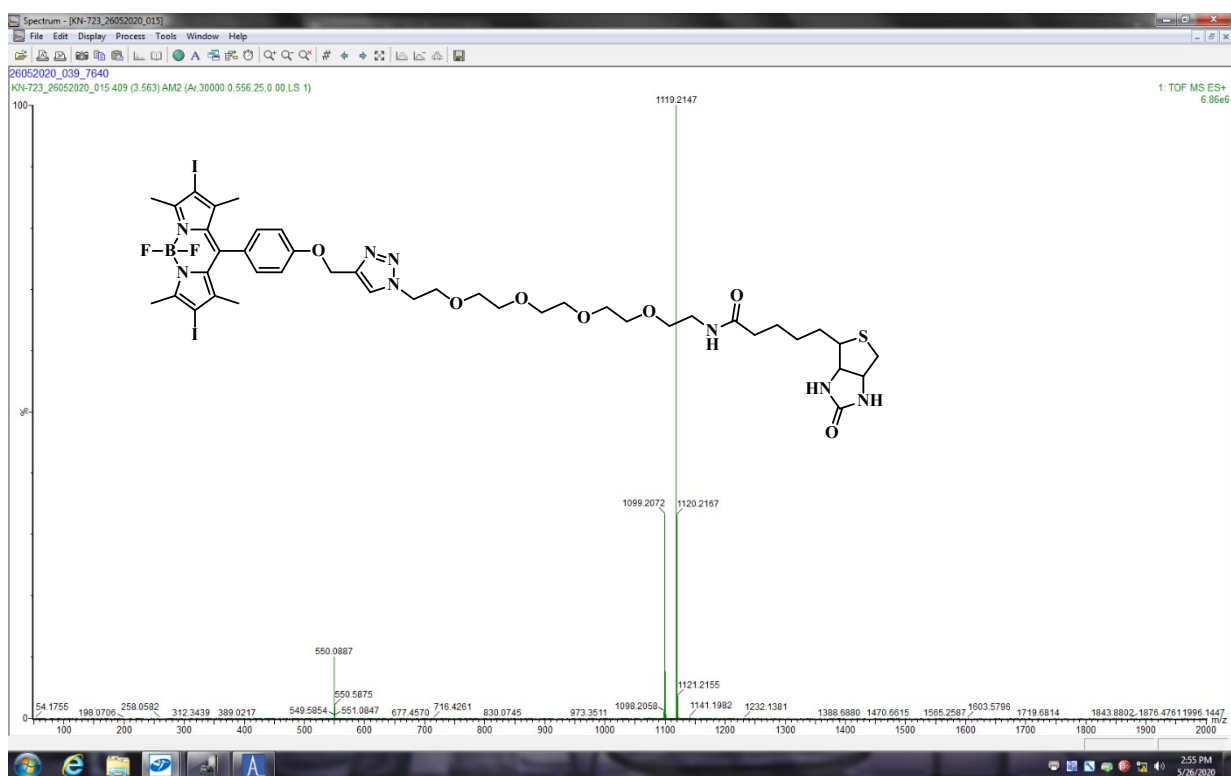 Spectrum - [KN-723_26052020_015]
File Edit Display Process Tools Window Help
26052020_039_7640
KN-723_26052020_015 409 (3.563) AM2 (Ar,30000.0,556.25,0.00,LS 1)
1: TOF MS ES+
6.86e6
100
1119.2147
I
N
F B F
N
I
O
N N
N
O
O
O
O
N
H
O
S
HN
NH
O
%
1099.2072
1120.2167
550.0887
550.5875
1121.2155
54.1755
198.0706
258.0582
312.3439
389.0217
549.5854
551.0847
677.4570
716.4261
830.0745
973.3511
1098.2058
1141.1982
1232.1381
1388.6880
1470.6615
1565.2587
1603.5796
1719.6814
1843.8802
1876.4761
1996.1447
0
m/z
100 200 300 400 500 600 700 800 900 1000 1100 1200 1300 1400 1500 1600 1700 1800 1900 2000
2:55 PM
5/26/2020